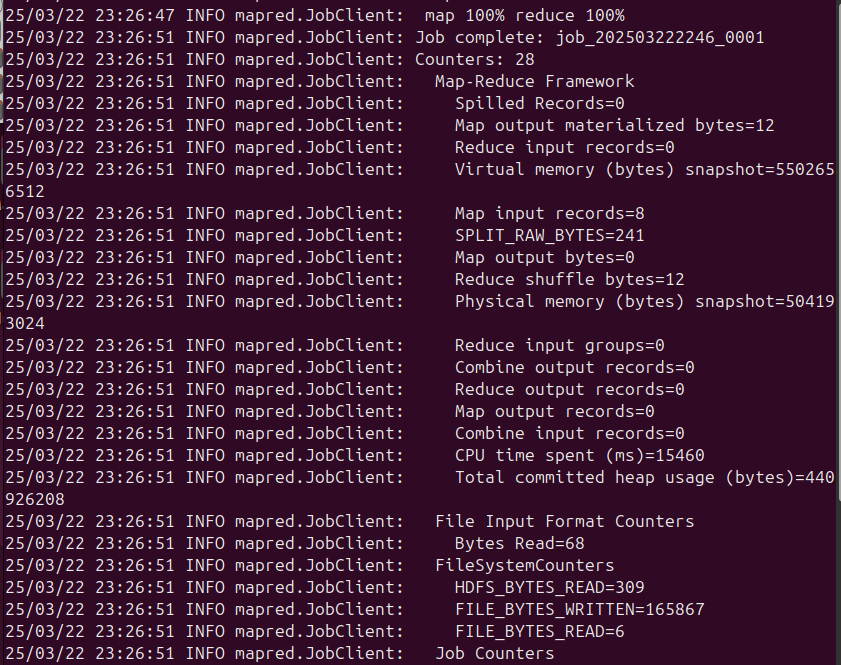 25/03/22 23:26:47 INFO mapred.JobClient:  map 100% reduce 100%
25/03/22 23:26:51 INFO mapred.JobClient: Job complete: job_202503222246_0001
25/03/22 23:26:51 INFO mapred.JobClient: Counters: 28
25/03/22 23:26:51 INFO mapred.JobClient:   Map-Reduce Framework
25/03/22 23:26:51 INFO mapred.JobClient:     Spilled Records=0
25/03/22 23:26:51 INFO mapred.JobClient:     Map output materialized bytes=12
25/03/22 23:26:51 INFO mapred.JobClient:     Reduce input records=0
25/03/22 23:26:51 INFO mapred.JobClient:     Virtual memory (bytes) snapshot=550265
6512
25/03/22 23:26:51 INFO mapred.JobClient:     Map input records=8
25/03/22 23:26:51 INFO mapred.JobClient:     SPLIT_RAW_BYTES=241
25/03/22 23:26:51 INFO mapred.JobClient:     Map output bytes=0
25/03/22 23:26:51 INFO mapred.JobClient:     Reduce shuffle bytes=12
25/03/22 23:26:51 INFO mapred.JobClient:     Physical memory (bytes) snapshot=50419
3024
25/03/22 23:26:51 INFO mapred.JobClient:     Reduce input groups=0
25/03/22 23:26:51 INFO mapred.JobClient:     Combine output records=0
25/03/22 23:26:51 INFO mapred.JobClient:     Reduce output records=0
25/03/22 23:26:51 INFO mapred.JobClient:     Map output records=0
25/03/22 23:26:51 INFO mapred.JobClient:     Combine input records=0
25/03/22 23:26:51 INFO mapred.JobClient:     CPU time spent (ms)=15460
25/03/22 23:26:51 INFO mapred.JobClient:     Total committed heap usage (bytes)=440
926208
25/03/22 23:26:51 INFO mapred.JobClient:   File Input Format Counters
25/03/22 23:26:51 INFO mapred.JobClient:     Bytes Read=68
25/03/22 23:26:51 INFO mapred.JobClient:   FileSystemCounters
25/03/22 23:26:51 INFO mapred.JobClient:     HDFS_BYTES_READ=309
25/03/22 23:26:51 INFO mapred.JobClient:     FILE_BYTES_WRITTEN=165867
25/03/22 23:26:51 INFO mapred.JobClient:     FILE_BYTES_READ=6
25/03/22 23:26:51 INFO mapred.JobClient:   Job Counters